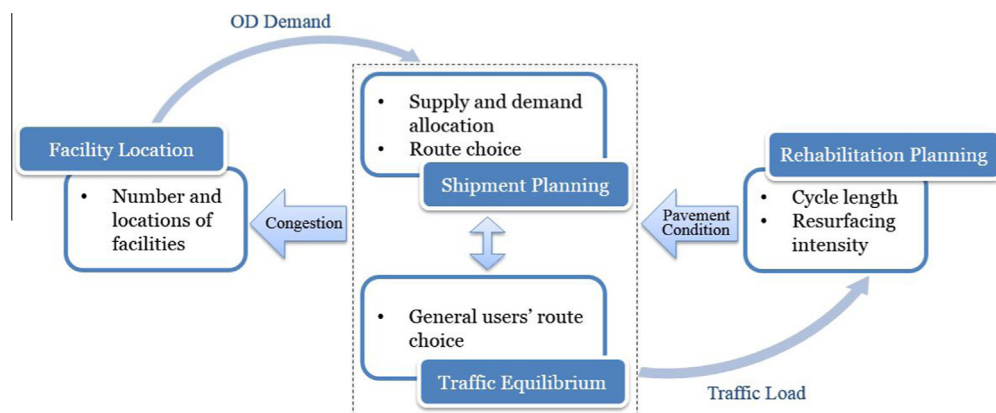 OD Demand
Facility Location
• Number and
locations of
facilities
Congestion
• Supply and demand
allocation
• Route choice
Shipment Planning
• General users' route
choice
Traffic Equilibrium
Pavement
Condition
Rehabilitation Planning
• Cycle length
• Resurfacing
intensity
Traffic Load